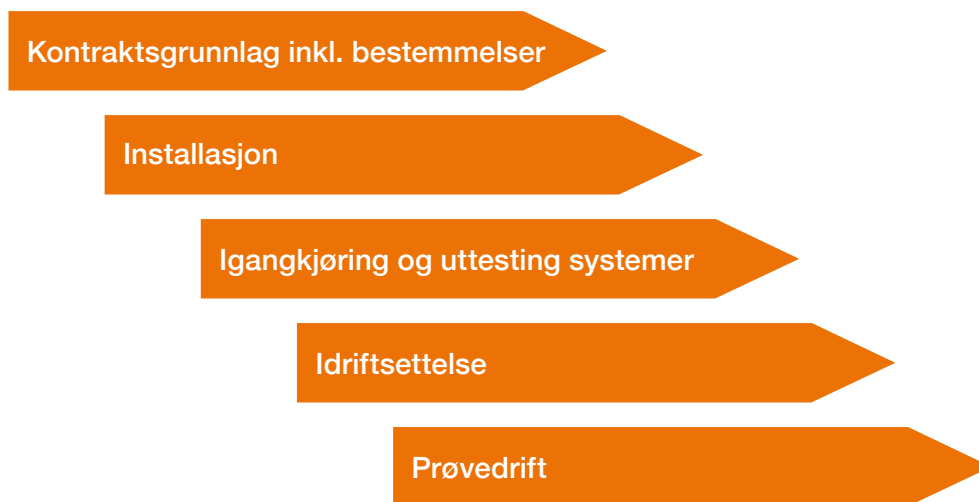 Kontraktsgrunnlag inkl. bestemmelser
Installasjon
Igangkjøring og uttesting systemer
Idriftsettelse
Prøvedrift